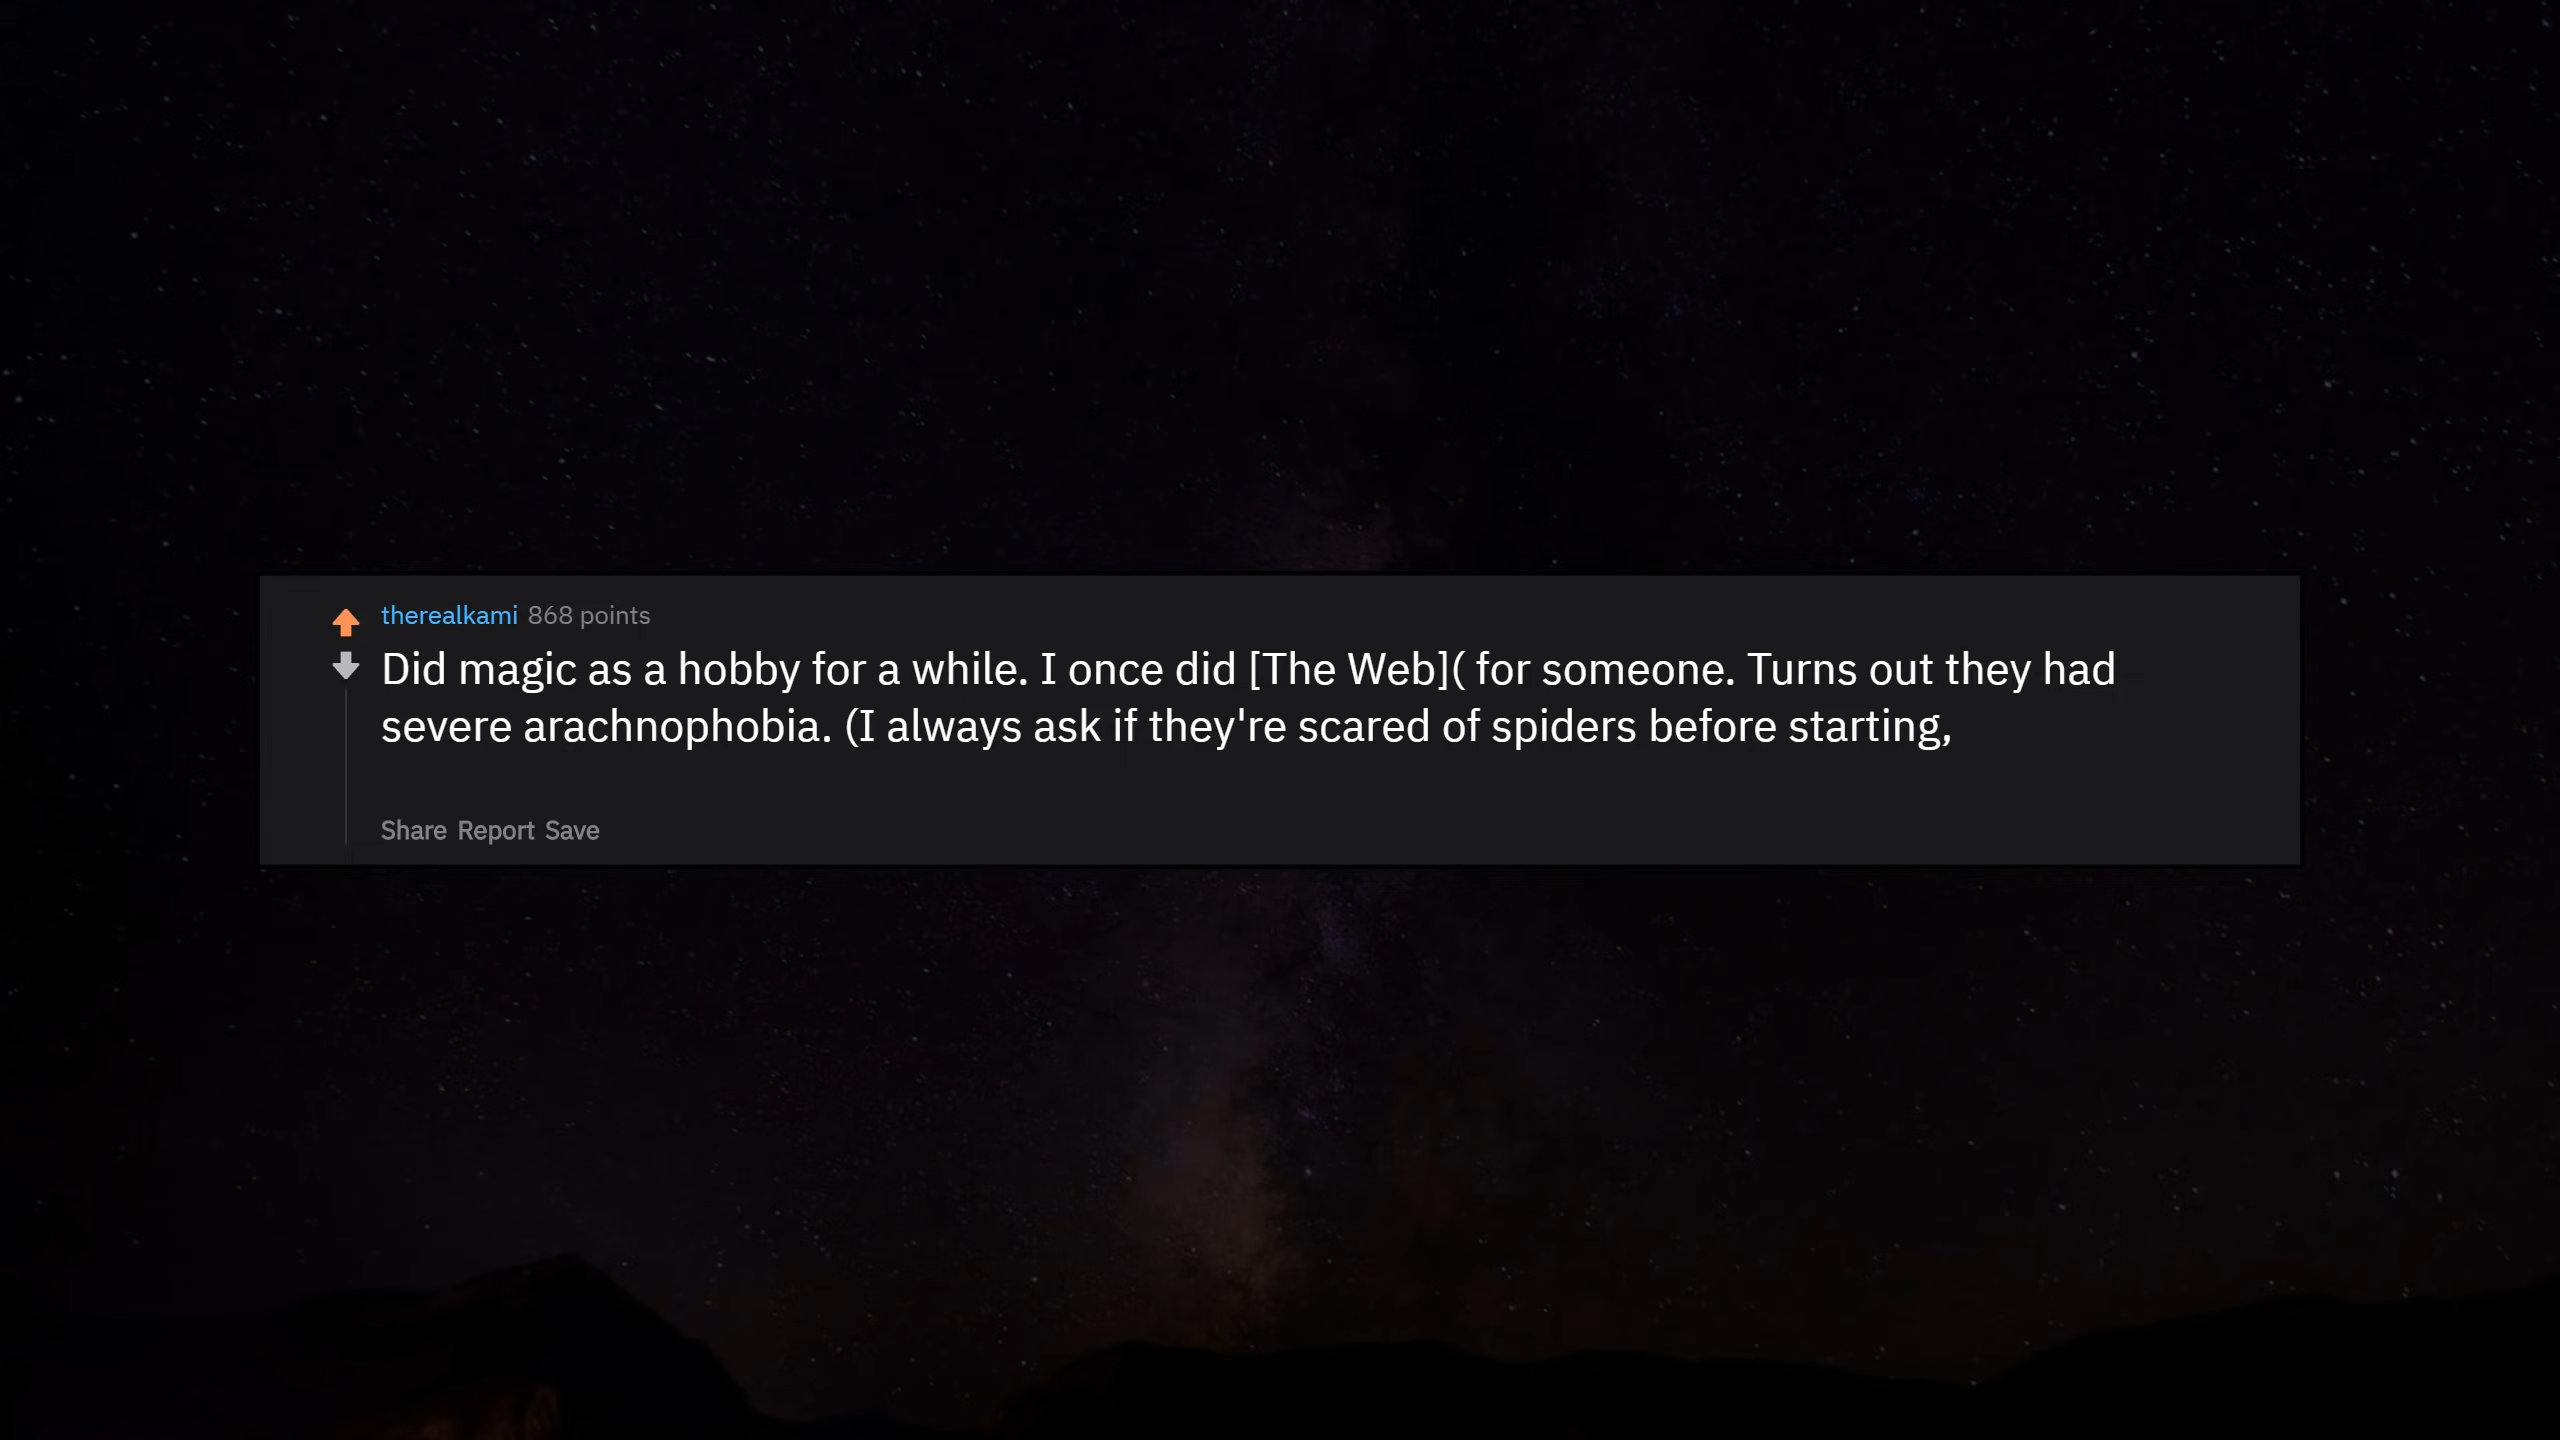 therealkami 868 points
Did magic as a hobby for a while. I once did [The Web]( for someone. Turns out they had
severe arachnophobia. (I always ask if they're scared of spiders before starting,
Share Report Save